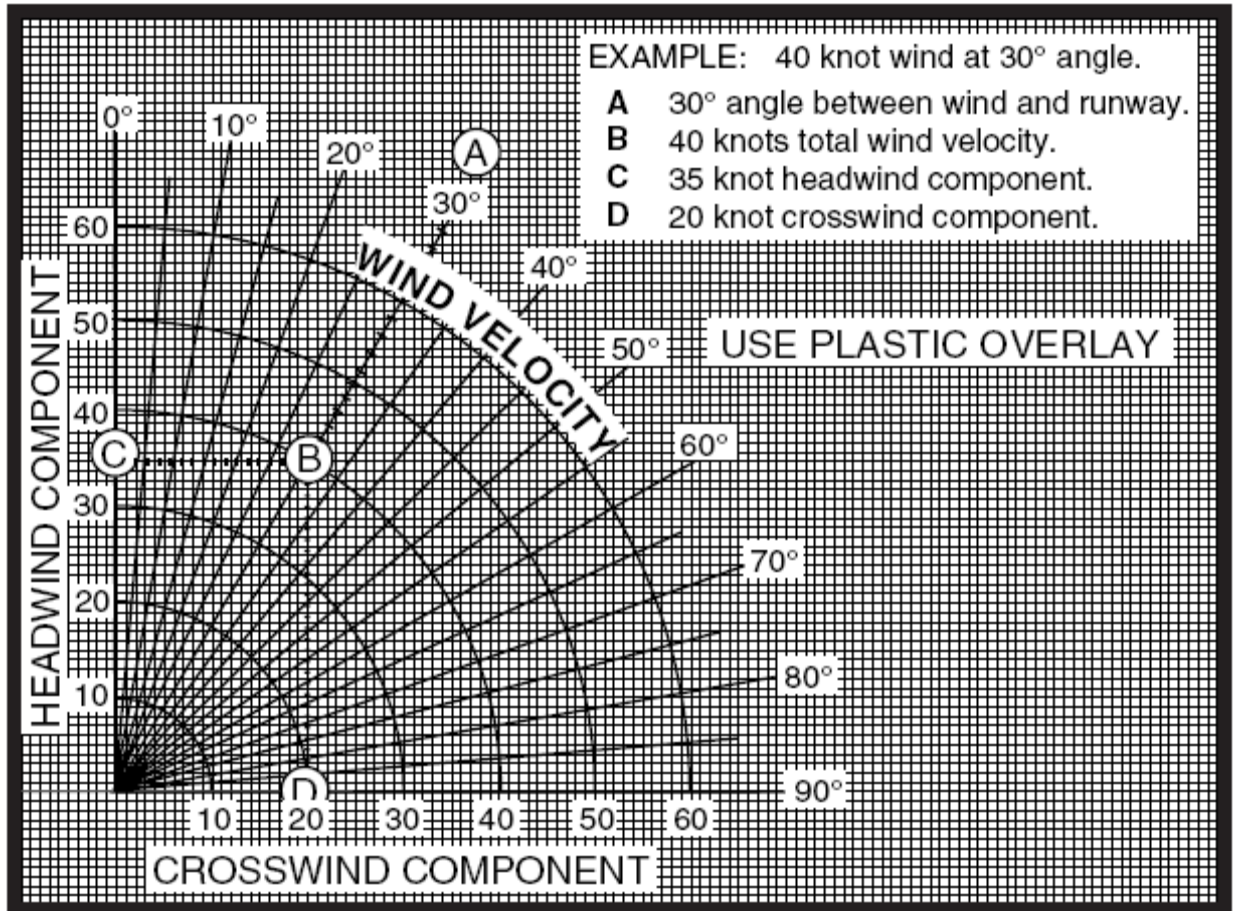 EXAMPLE: 40 knot wind at 30° angle.
A 30° angle between wind and runway.
B 40 knots total wind velocity.
C 35 knot headwind component.
D 20 knot crosswind component.
0°
10°
20°
A
30°
40°
50°
60°
70°
80°
90°
WIND VELOCITY
USE PLASTIC OVERLAY
HEADWIND COMPONENT
60
50
40
C
B
30
20
10
D
10 20 30 40 50 60
CROSSWIND COMPONENT